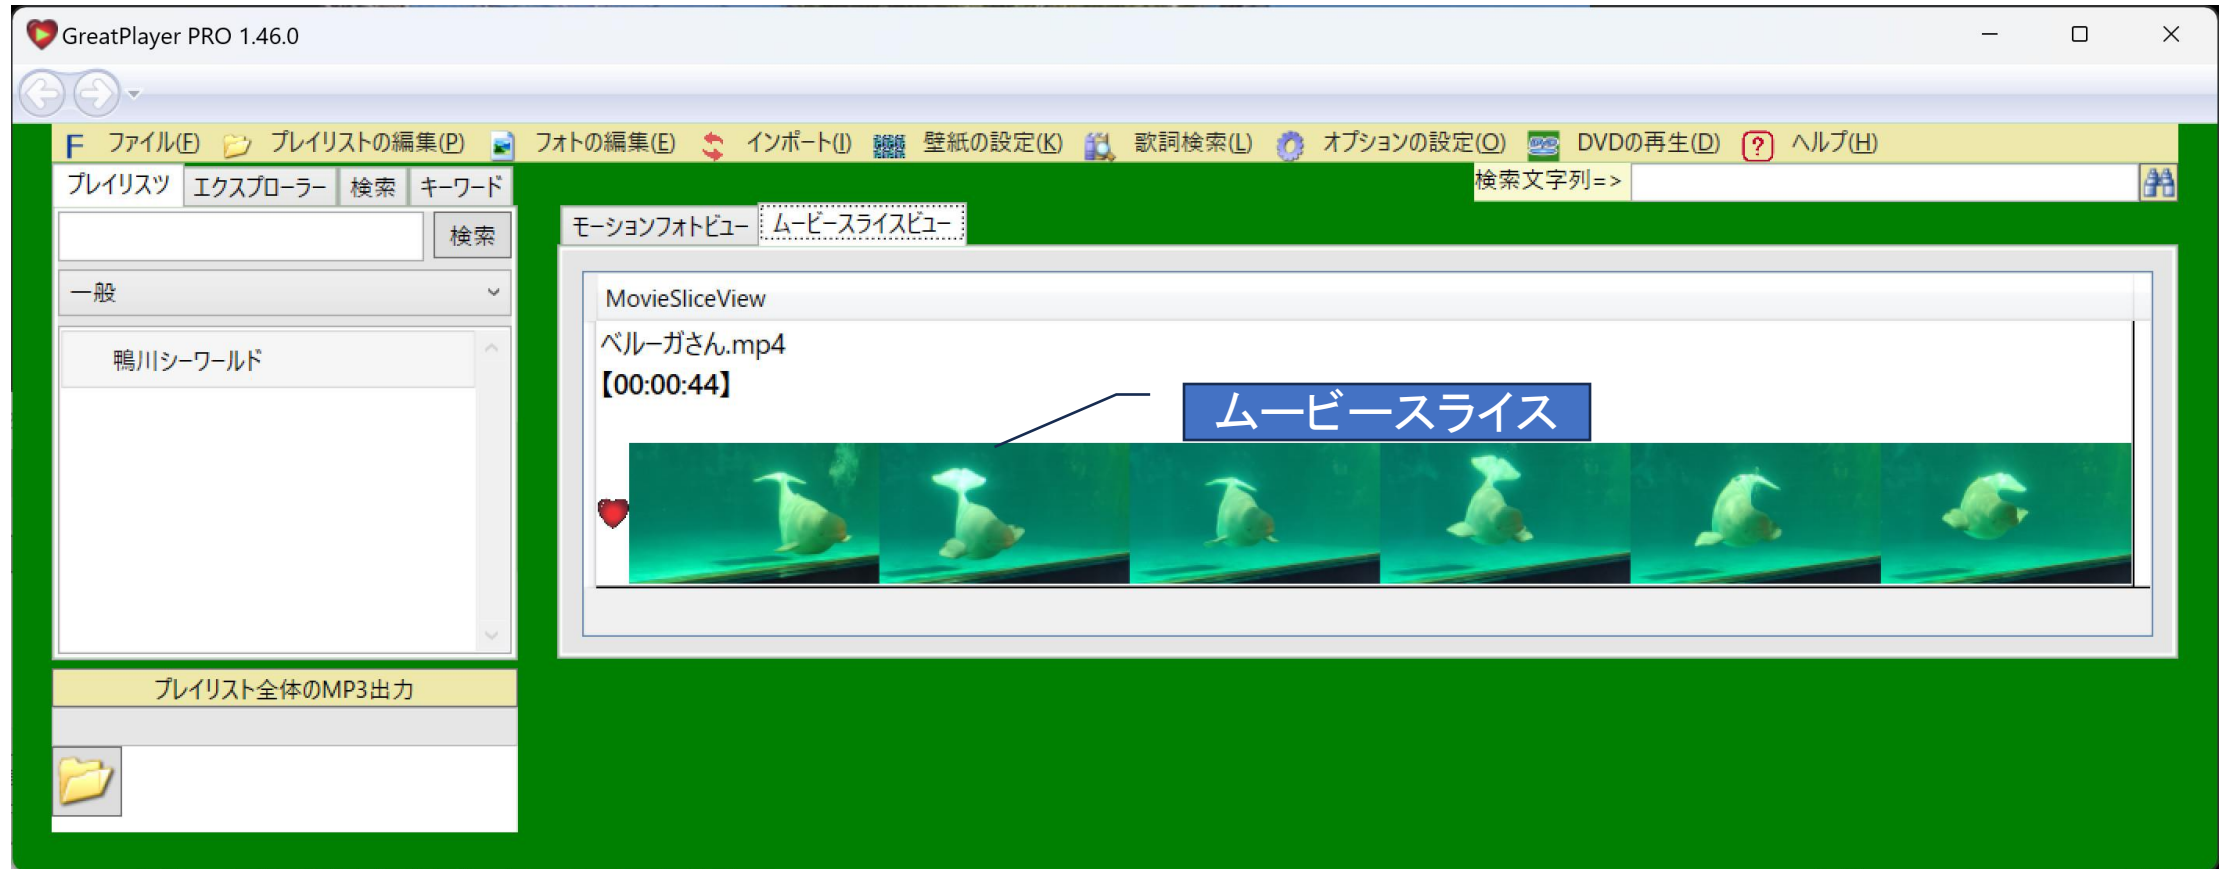 GreatPlayer PRO 1.46.0
F ファイル(F) プレイリストの編集(P) フォトの編集(E) インポート(I) 壁紙の設定(K) 歌詞検索(L) オプションの設定(O) DVDの再生(D) ? ヘルプ(H)
検索文字列=>
プレイリスツ エクスプローラー 検索 キーワード
検索
一般
鴨川シーワールド
プレイリスト全体のMP3出力
モーションフォトビュー ムービースライスビュー
MovieSliceView
ベルーガさん.mp4
【00:00:44】
ムービースライス